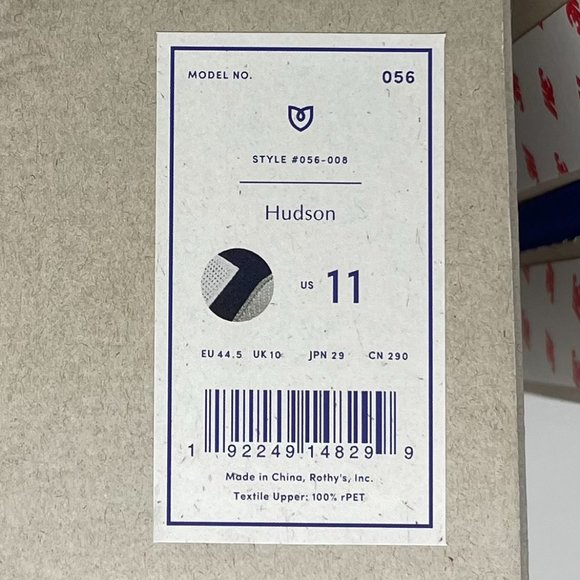 MODEL NO. 056
STYLE #056-008
Hudson
US 11
EU 44.5 UK 10 JPN 29 CN 290
1 92249 14829 9
Made in China, Rothy's, Inc.
Textile Upper: 100% rPET